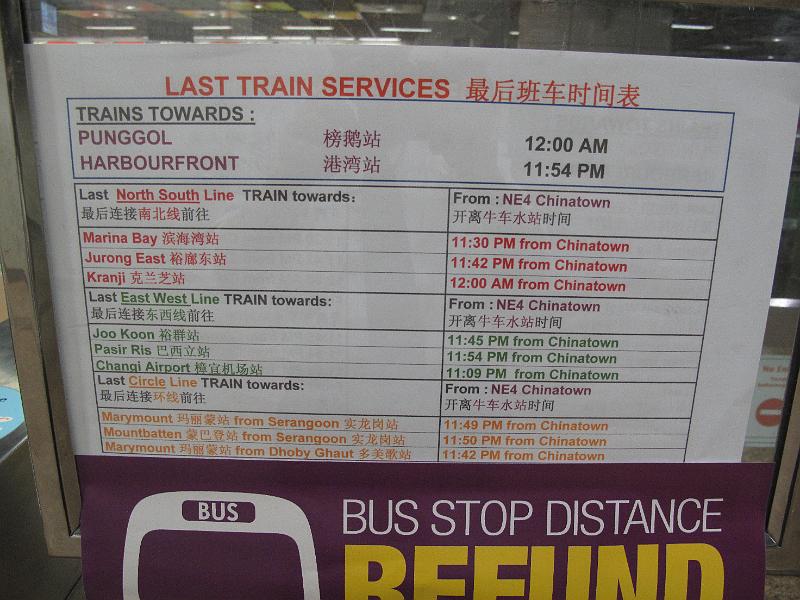 LAST TRAIN SERVICES 最后班车时间表
TRAINS TOWARDS :
PUNGGOL 榜鹅站 12:00 AM
HARBOURFRONT 港湾站 11:54 PM
Last North South Line TRAIN towards: From : NE4 Chinatown
最后连接南北线前往 开离牛车水站时间
Marina Bay 滨海湾站 11:30 PM from Chinatown
Jurong East 裕廊东站 11:42 PM from Chinatown
Kranji 克兰芝站 12:00 AM from Chinatown
Last East West Line TRAIN towards: From : NE4 Chinatown
最后连接东西线前往 开离牛车水站时间
Joo Koon 裕群站 11:45 PM from Chinatown
Pasir Ris 巴西立站 11:54 PM from Chinatown
Changi Airport 樟宜机场站 11:09 PM from Chinatown
Last Circle Line TRAIN towards: From : NE4 Chinatown
最后连接环线前往 开离牛车水站时间
Marymount 玛丽蒙站 from Serangoon 实龙岗站 11:49 PM from Chinatown
Mountbatten 蒙巴登站 from Serangoon 实龙岗站 11:50 PM from Chinatown
Marymount 玛丽蒙站 from Dhoby Ghaut 多美歌站 11:42 PM from Chinatown
BUS
BUS STOP DISTANCE
REFUND